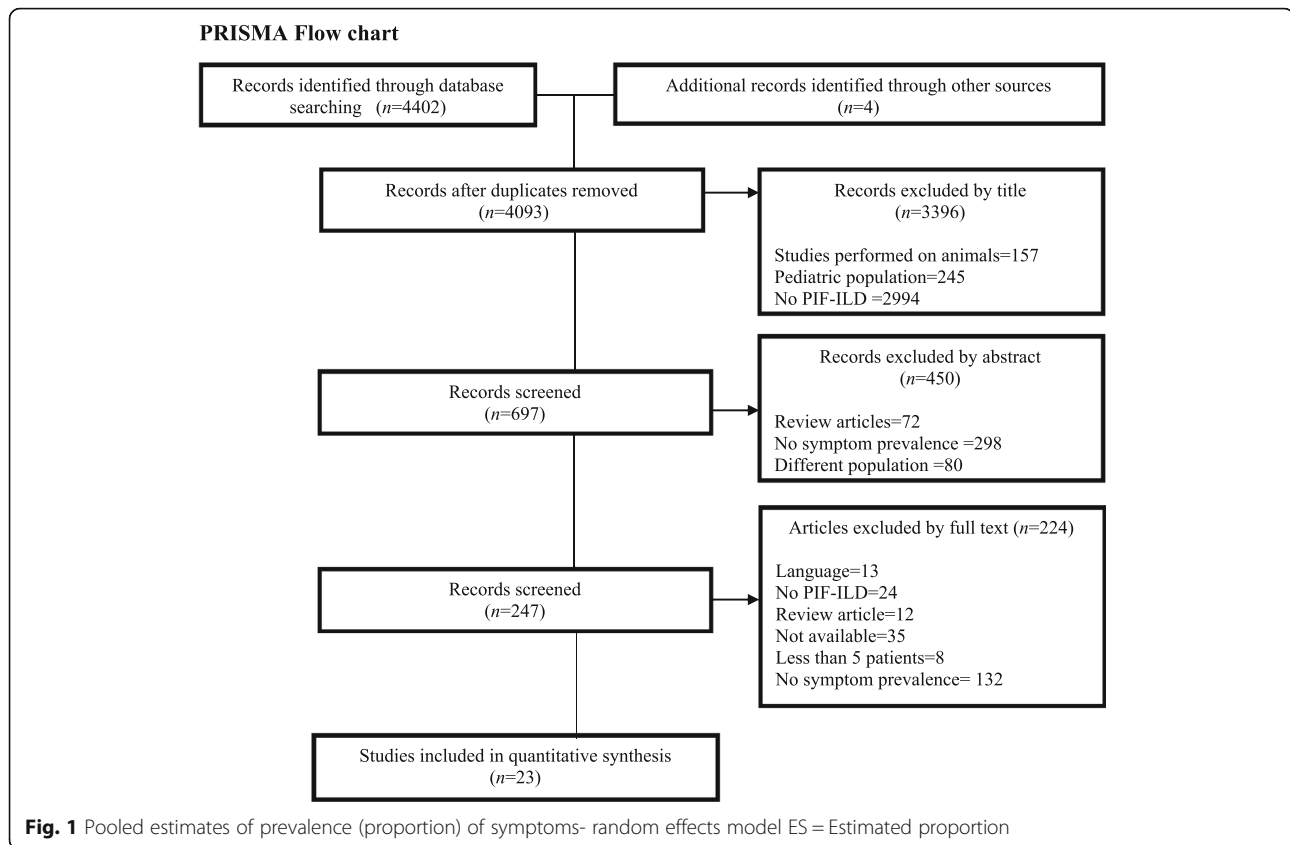 PRISMA Flow chart
Records identified through database
searching (n=4402)
Additional records identified through other sources
(n=4)
Records after duplicates removed
(n=4093)
Records excluded by title
(n=3396)
Studies performed on animals=157
Pediatric population=245
No PIF-ILD =2994
Records screened
(n=697)
Records excluded by abstract
(n=450)
Review articles=72
No symptom prevalence =298
Different population =80
Records screened
(n=247)
Articles excluded by full text (n=224)
Language=13
No PIF-ILD=24
Review article=12
Not available=35
Less than 5 patients=8
No symptom prevalence= 132
Studies included in quantitative synthesis
(n=23)
Fig. 1 Pooled estimates of prevalence (proportion) of symptoms- random effects model ES = Estimated proportion